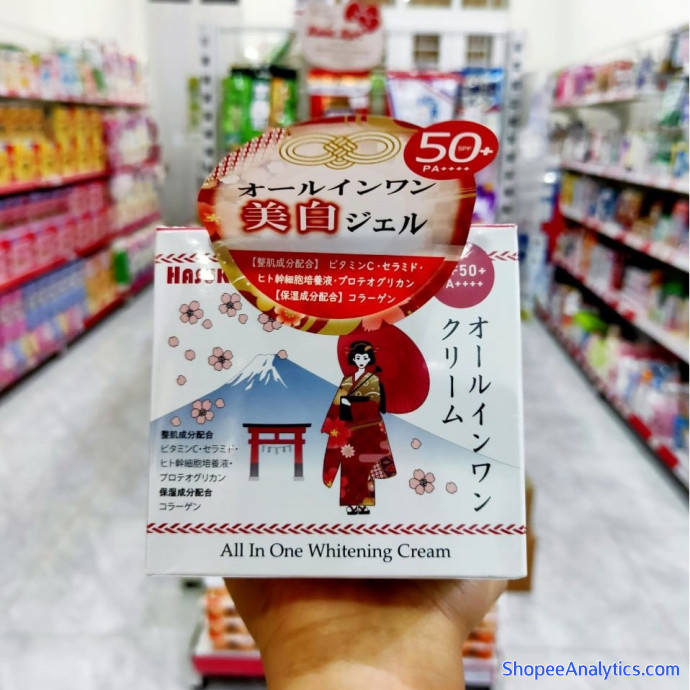 50+
SPF
PA++++
オールインワン
美白ジェル
【整肌成分配合】 ビタミンC・セラミド・
ヒト幹細胞培養液・プロテオグリカン
【保湿成分配合】コラーゲン
50+
A++++
オールインワン
クリーム
整肌成分配合
ビタミンC・セラミド・
ヒト幹細胞培養液・
プロテオグリカン
保湿成分配合
コラーゲン
All In One Whitening Cream
ShopeeAnalytics.com